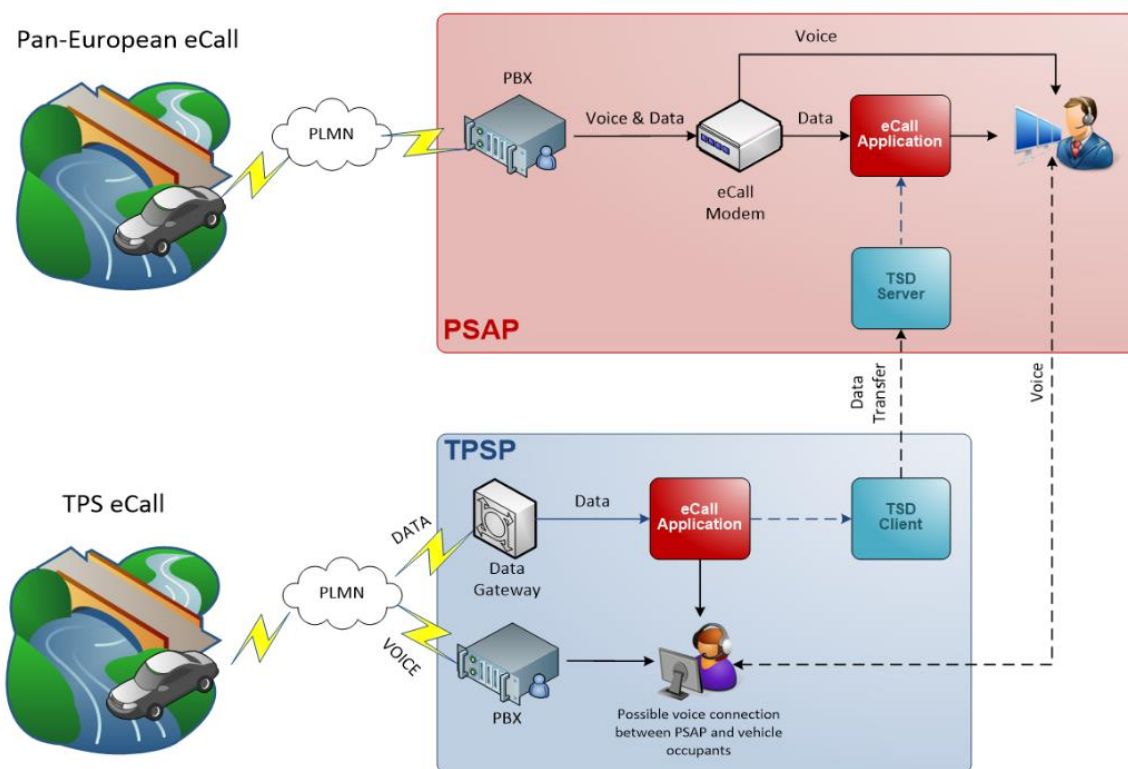 Pan-European eCall
PLMN
PBX
Voice & Data
eCall
Modem
Voice
Data
eCall
Application
TSD
Server
PSAP
Data
Transfer
Voice
TPS eCall
PLMN
DATA
VOICE
TPSP
Data
Gateway
Data
eCall
Application
TSD
Client
PBX
Possible voice connection
between PSAP and vehicle
occupants